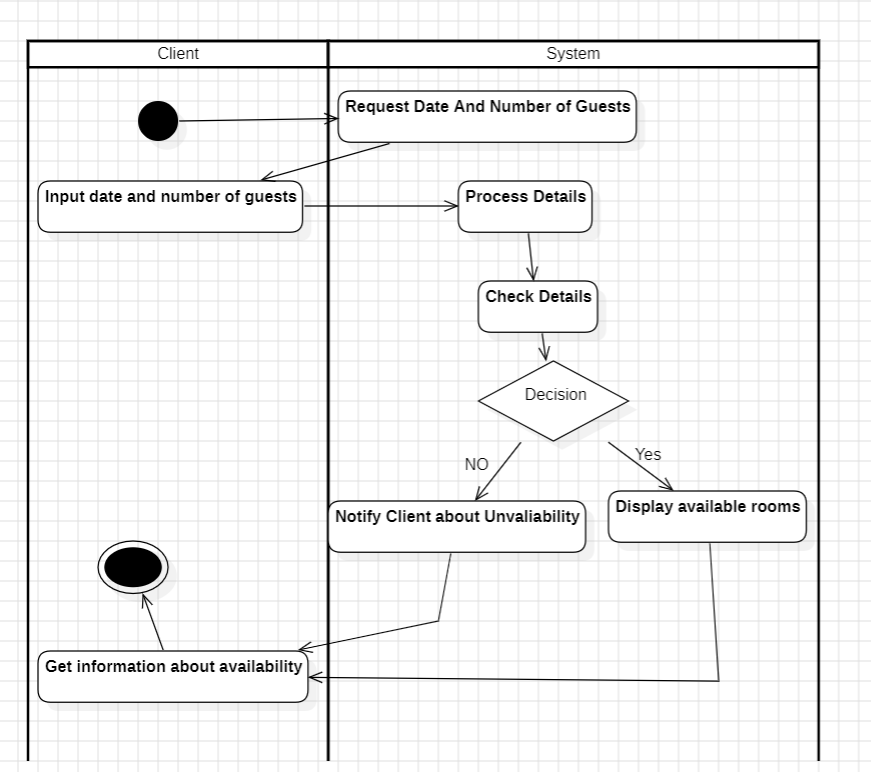 Client
System
Request Date And Number of Guests
Input date and number of guests
Process Details
Check Details
Decision
NO
Yes
Notify Client about Unvaliability
Display available rooms
Get information about availability